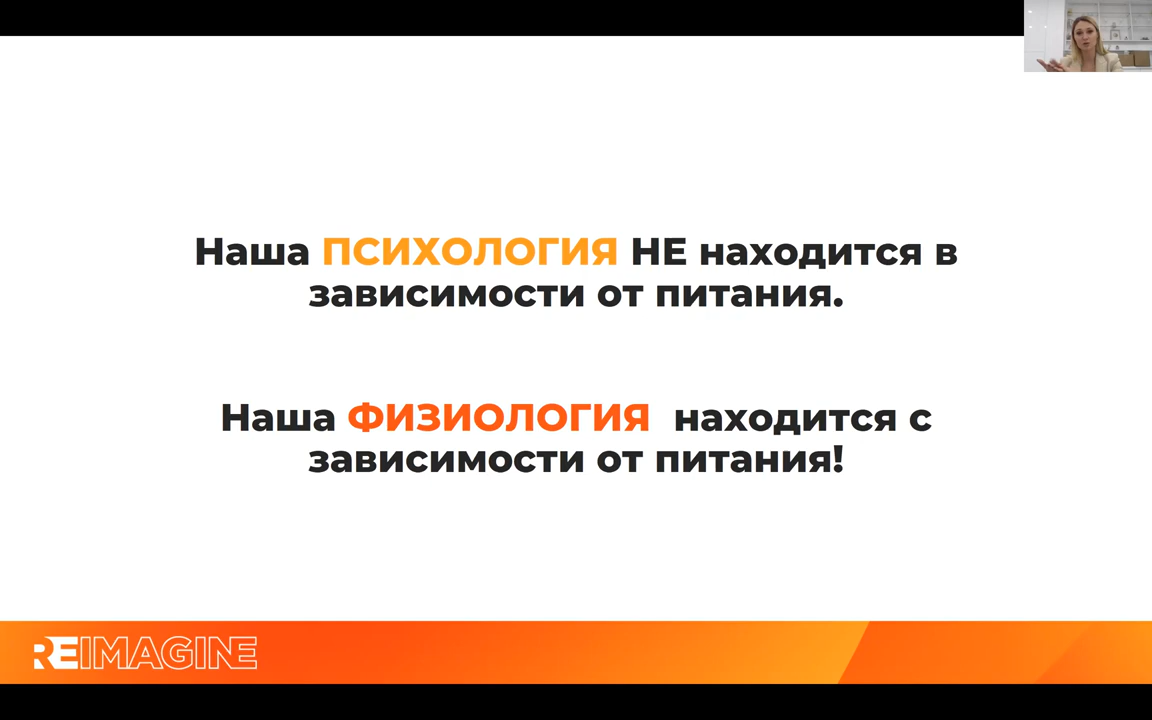 Наша ПСИХОЛОГИЯ НЕ находится в
зависимости от питания.
Наша ФИЗИОЛОГИЯ находится с
зависимости от питания!
REIMAGINE